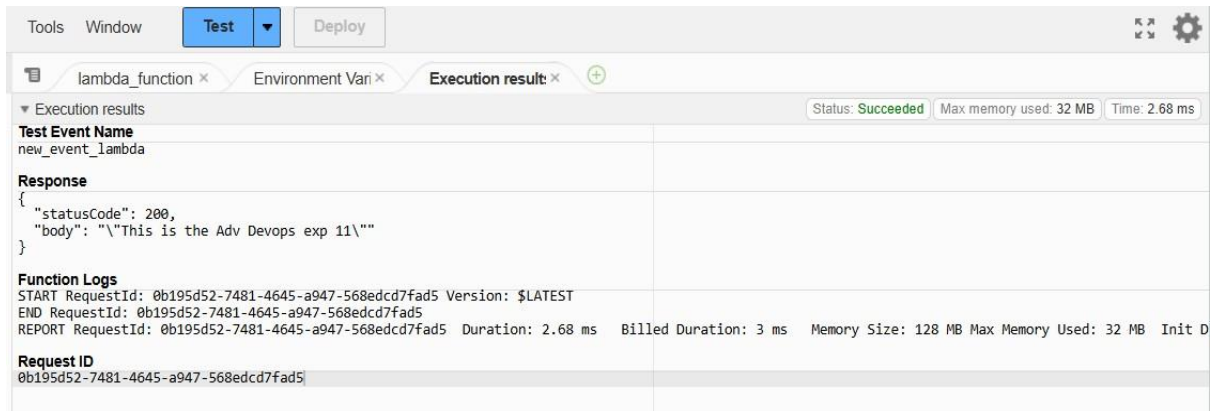 Tools Window Test Deploy
lambda_function × Environment Vari × Execution result: ×
Execution results Status: Succeeded Max memory used: 32 MB Time: 2.68 ms
Test Event Name
new_event_lambda
Response
{
"statusCode": 200,
"body": "\"This is the Adv Devops exp 11\""
}
Function Logs
START RequestId: 0b195d52-7481-4645-a947-568edcd7fad5 Version: $LATEST
END RequestId: 0b195d52-7481-4645-a947-568edcd7fad5
REPORT RequestId: 0b195d52-7481-4645-a947-568edcd7fad5 Duration: 2.68 ms Billed Duration: 3 ms Memory Size: 128 MB Max Memory Used: 32 MB Init D
Request ID
0b195d52-7481-4645-a947-568edcd7fad5